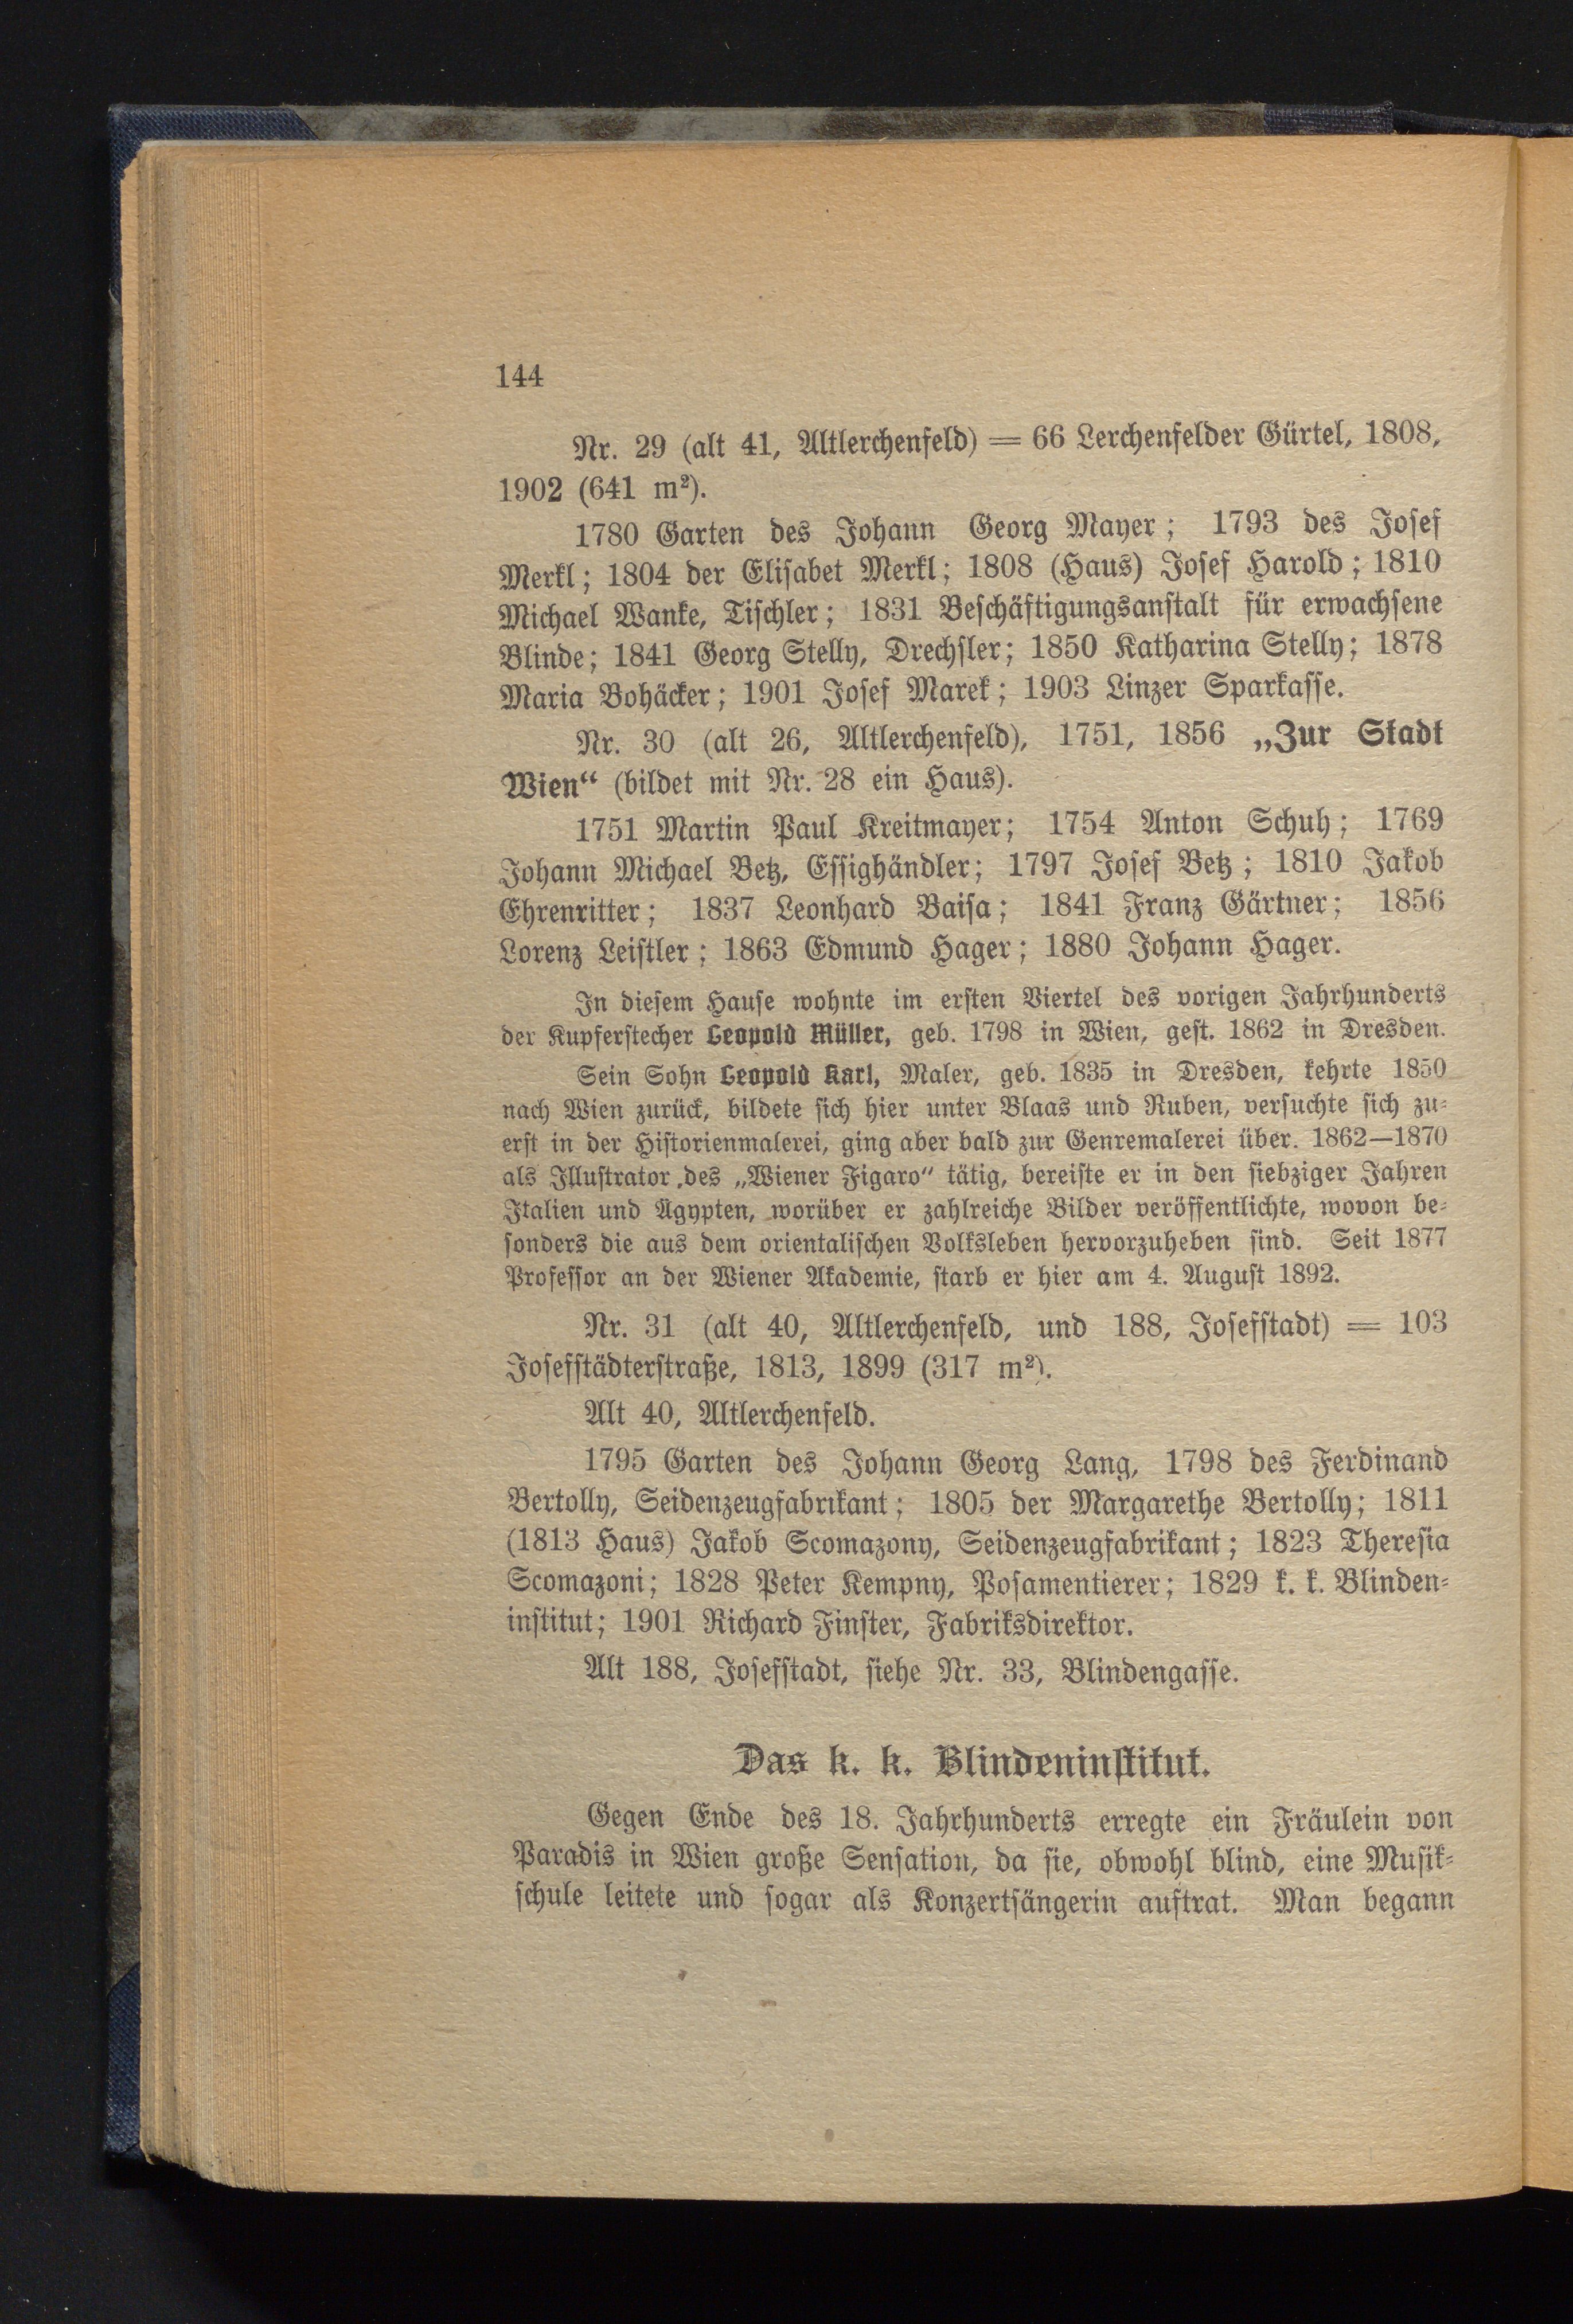 144
Nr. 29 (alt 41, Altlerchenfeld) = 66 Lerchenfelder Gürtel, 1808,
1902 (641 m²).
1780 Garten des Johann Georg Mayer; 1793 des Josef
Merkl; 1804 der Elisabet Merkl; 1808 (Haus) Josef Harold; 1810
Michael Wanke, Tischler; 1831 Beschäftigungsanstalt für erwachsene
Blinde; 1841 Georg Stelly, Drechsler; 1850 Katharina Stelly; 1878
Maria Bohäcker; 1901 Josef Marek; 1903 Linzer Sparkasse.
Nr. 30 (alt 26, Altlerchenfeld), 1751, 1856 „Zur Stadt
Wien“ (bildet mit Nr. 28 ein Haus).
1751 Martin Paul Kreitmayer; 1754 Anton Schuh; 1769
Johann Michael Betz, Essighändler; 1797 Josef Betz; 1810 Jakob
Ehrenritter; 1837 Leonhard Baisa; 1841 Franz Gärtner; 1856
Lorenz Leistler; 1863 Edmund Hager; 1880 Johann Hager.
In diesem Hause wohnte im ersten Viertel des vorigen Jahrhunderts
der Kupferstecher Leopold Müller, geb. 1798 in Wien, gest. 1862 in Dresden.
Sein Sohn Leopold Karl, Maler, geb. 1835 in Dresden, kehrte 1850
nach Wien zurück, bildete sich hier unter Blaas und Ruben, versuchte sich zu-
erst in der Historienmalerei, ging aber bald zur Genremalerei über. 1862—1870
als Illustrator des „Wiener Figaro“ tätig, bereiste er in den siebziger Jahren
Italien und Ägypten, worüber er zahlreiche Bilder veröffentlichte, wovon be-
sonders die aus dem orientalischen Volksleben hervorzuheben sind. Seit 1877
Professor an der Wiener Akademie, starb er hier am 4. August 1892.
Nr. 31 (alt 40, Altlerchenfeld, und 188, Josefstadt) = 103
Josefstädterstraße, 1813, 1899 (317 m²).
Alt 40, Altlerchenfeld.
1795 Garten des Johann Georg Lang, 1798 des Ferdinand
Bertolly, Seidenzeugfabrikant; 1805 der Margarethe Bertolly; 1811
(1813 Haus) Jakob Scomazony, Seidenzeugfabrikant; 1823 Theresia
Scomazoni; 1828 Peter Kempny, Posamentierer; 1829 k. k. Blinden-
institut; 1901 Richard Finster, Fabriksdirektor.
Alt 188, Josefstadt, siehe Nr. 33, Blindengasse.
Das k. k. Blindeninstitut.
Gegen Ende des 18. Jahrhunderts erregte ein Fräulein von
Paradis in Wien große Sensation, da sie, obwohl blind, eine Musik-
schule leitete und sogar als Konzertsängerin auftrat. Man begann